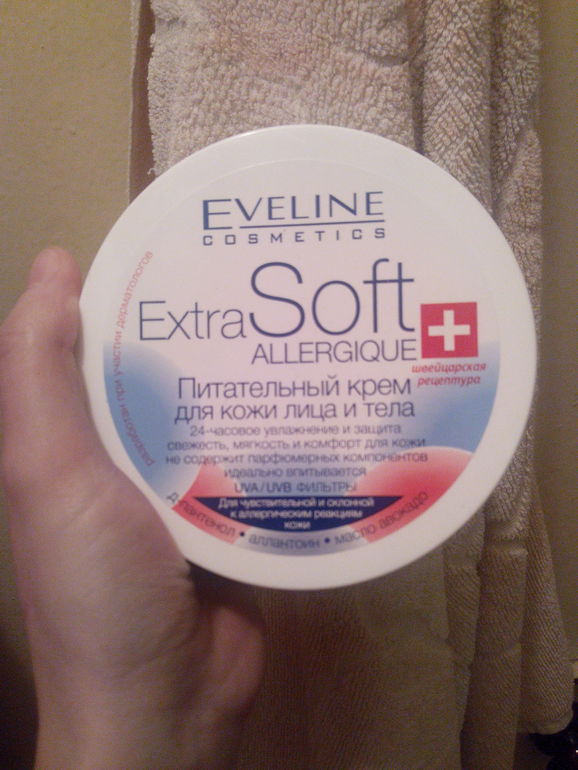 EVELINE
COSMETICS
Extra Soft
ALLERGIQUE
швейцарская
рецептура
Питательный крем
для кожи лица и тела
24-часовое увлажнение и защита
свежесть, мягкость и комфорт для кожи
не содержит парфюмерных компонентов
идеально впитывается
UVA/UVB ФИЛЬТРЫ
Для чувствительной и склонной
к аллергическим реакциям
кожи
д-пантенол • аллантоин • масло авокадо
разработан при участии дерматологов